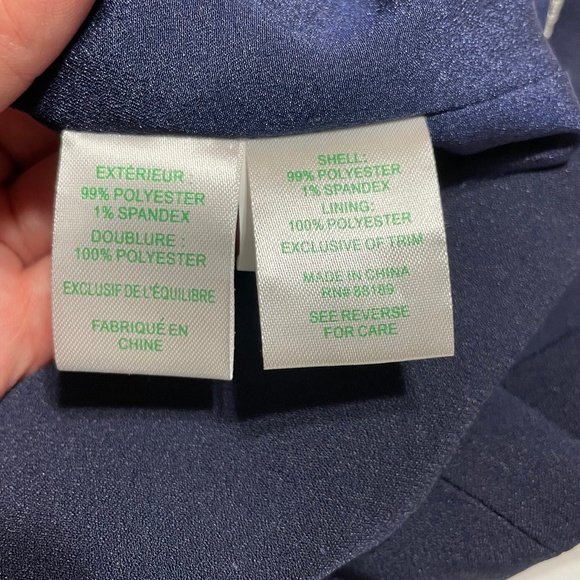 EXTÉRIEUR :
99% POLYESTER
1% SPANDEX
DOUBLURE :
100% POLYESTER
EXCLUSIF DE L'ÉQUILIBRE
FABRIQUÉ EN
CHINE
SHELL:
99% POLYESTER
1% SPANDEX
LINING:
100% POLYESTER
EXCLUSIVE OF TRIM
MADE IN CHINA
RN# 88189
SEE REVERSE
FOR CARE